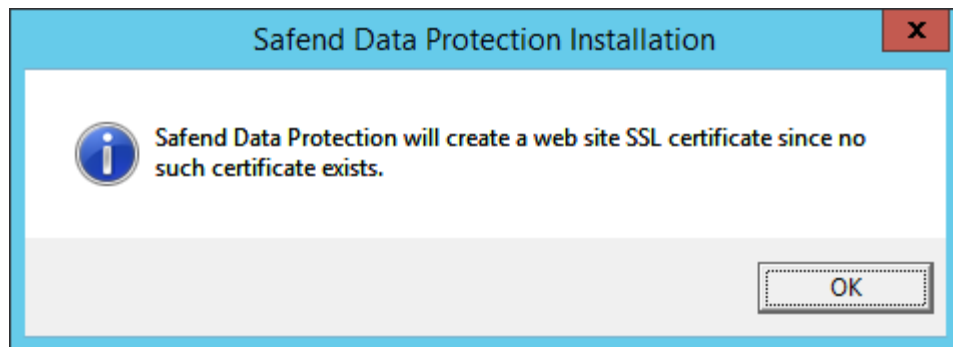 Safend Data Protection Installation
x
Safend Data Protection will create a web site SSL certificate since no
such certificate exists.
OK